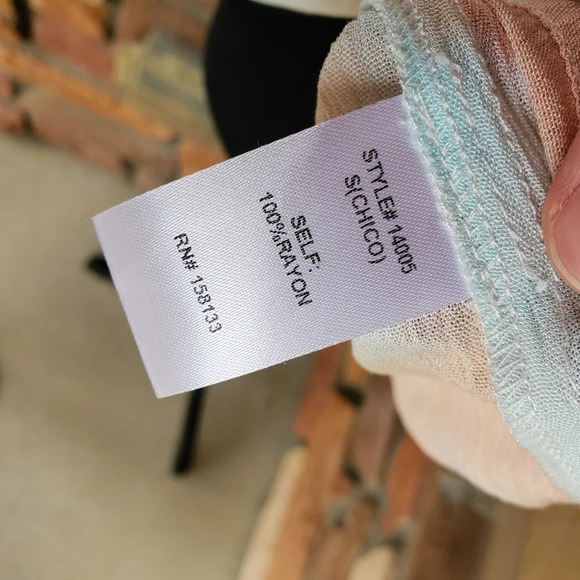 STYLE# 14005
S(CHICO)
SELF:
100%RAYON
RN# 158133